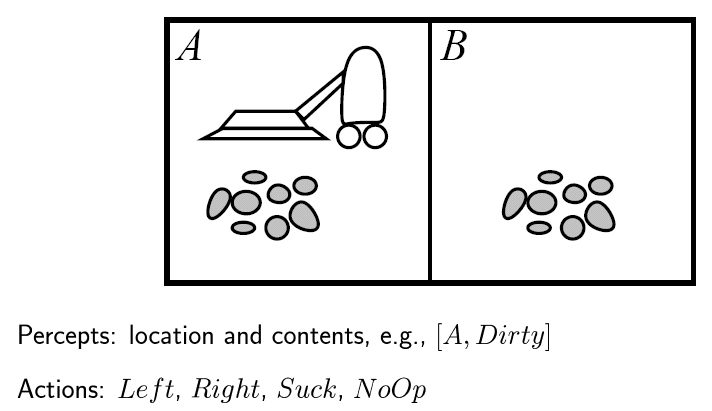 A B
Percepts: location and contents, e.g., [A, Dirty]
Actions: Left, Right, Suck, NoOp